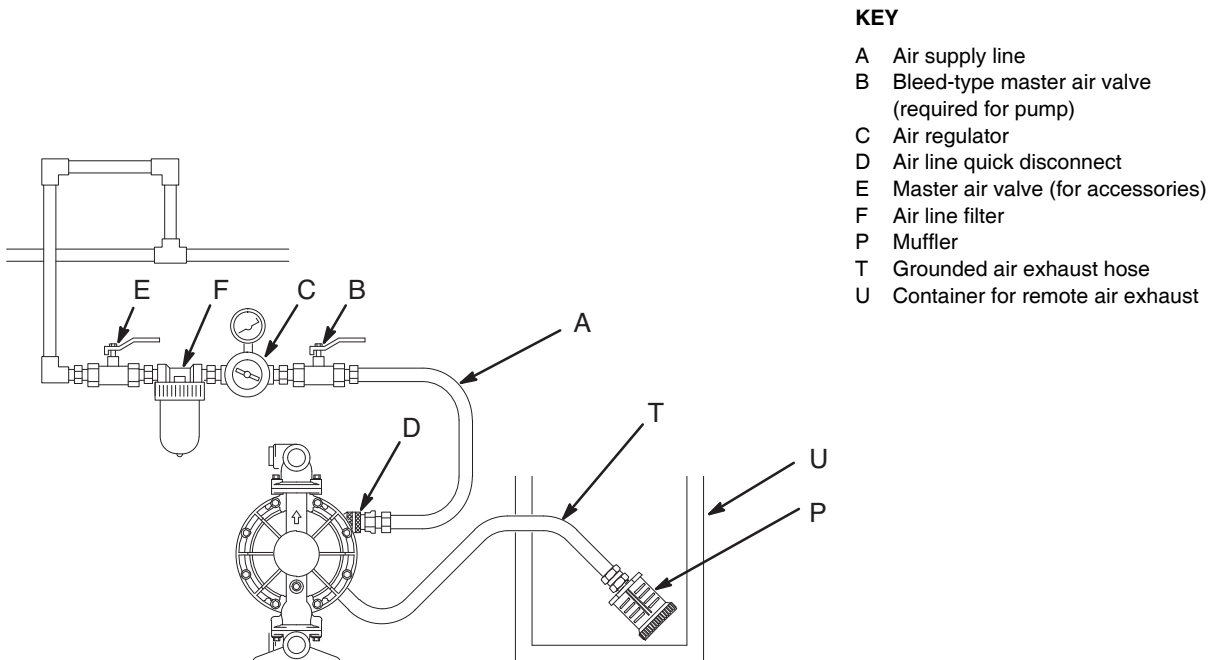 KEY
A Air supply line
B Bleed-type master air valve
(required for pump)
C Air regulator
D Air line quick disconnect
E Master air valve (for accessories)
F Air line filter
P Muffler
T Grounded air exhaust hose
U Container for remote air exhaust
E
F
C
B
A
D
T
U
P